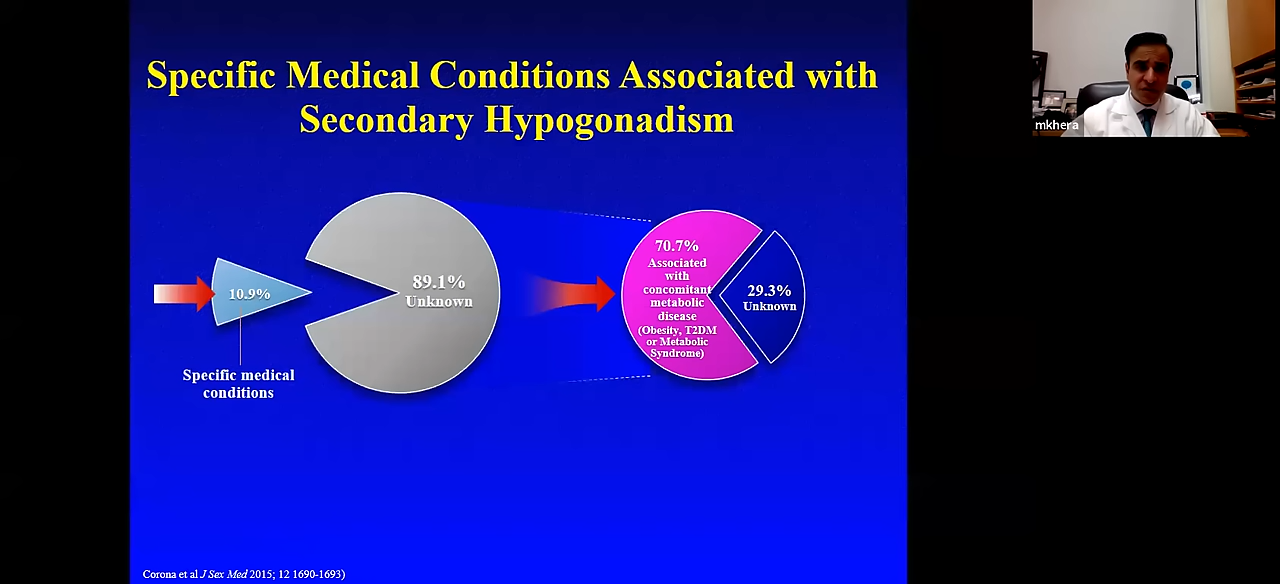 Specific Medical Conditions Associated with
Secondary Hypogonadism
mkhera
10.9%
Specific medical
conditions
89.1%
Unknown
70.7%
Associated
with
concomitant
metabolic
disease
(Obesity, T2DM
or Metabolic
Syndrome)
29.3%
Unknown
Corona et al J Sex Med 2015; 12 1690-1693)